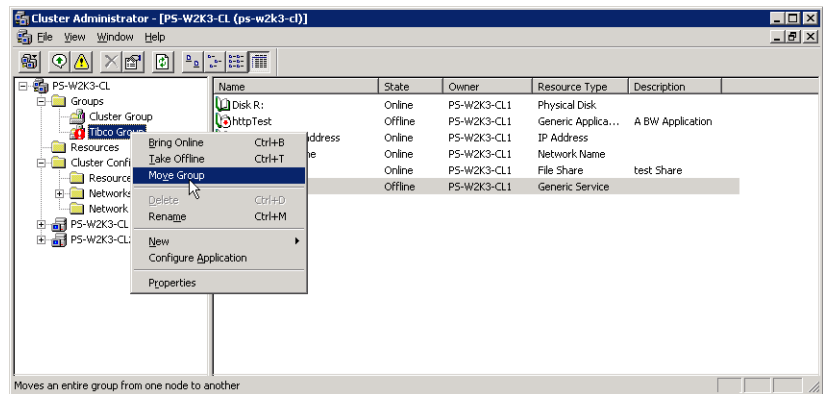 Cluster Administrator - [PS-W2K3-CL (ps-w2k3-cl)]
File View Window Help
PS-W2K3-CL
Groups
Cluster Group
Tibco Group
Resources
Cluster Confi
Resource
Networks
Network
PS-W2K3-CL
PS-W2K3-CL
Name State Owner Resource Type Description
Disk R: Online PS-W2K3-CL1 Physical Disk
httpTest Offline PS-W2K3-CL1 Generic Applica... A BW Application
ddress Online PS-W2K3-CL1 IP Address
e Online PS-W2K3-CL1 Network Name
Online PS-W2K3-CL1 File Share test Share
Offline PS-W2K3-CL1 Generic Service
Bring Online Ctrl+B
Take Offline Ctrl+T
Move Group
Delete Ctrl+D
Rename Ctrl+M
New
Configure Application
Properties
Moves an entire group from one node to another